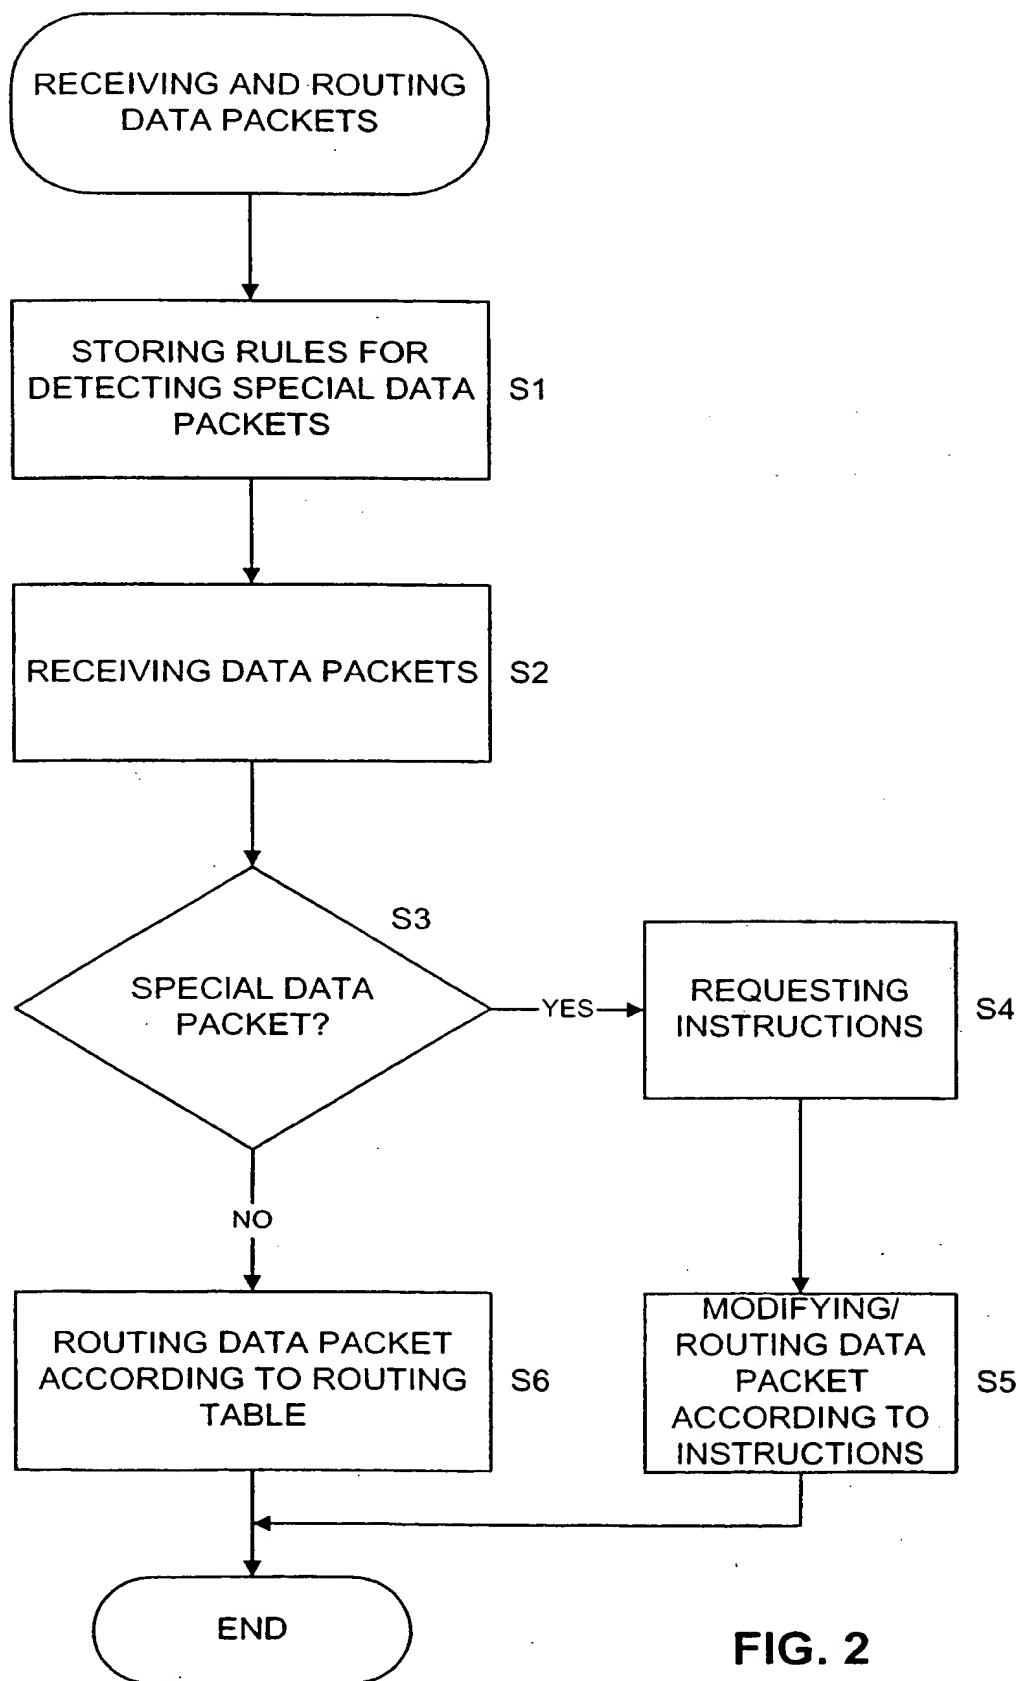 RECEIVING AND ROUTING
DATA PACKETS
STORING RULES FOR
DETECTING SPECIAL DATA
PACKETS
S1
RECEIVING DATA PACKETS
S2
S3
SPECIAL DATA
PACKET?
YES
REQUESTING
INSTRUCTIONS
S4
NO
ROUTING DATA PACKET
ACCORDING TO ROUTING
TABLE
S6
MODIFYING/
ROUTING DATA
PACKET
ACCORDING TO
INSTRUCTIONS
S5
END
FIG. 2